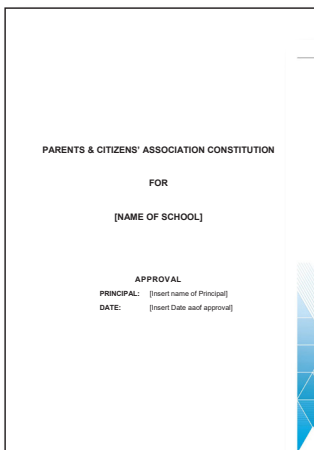 PARENTS & CITIZENS' ASSOCIATION CONSTITUTION
FOR
[NAME OF SCHOOL]
APPROVAL
PRINCIPAL: [Insert name of Principal]
DATE: [Insert Date aaof approval]